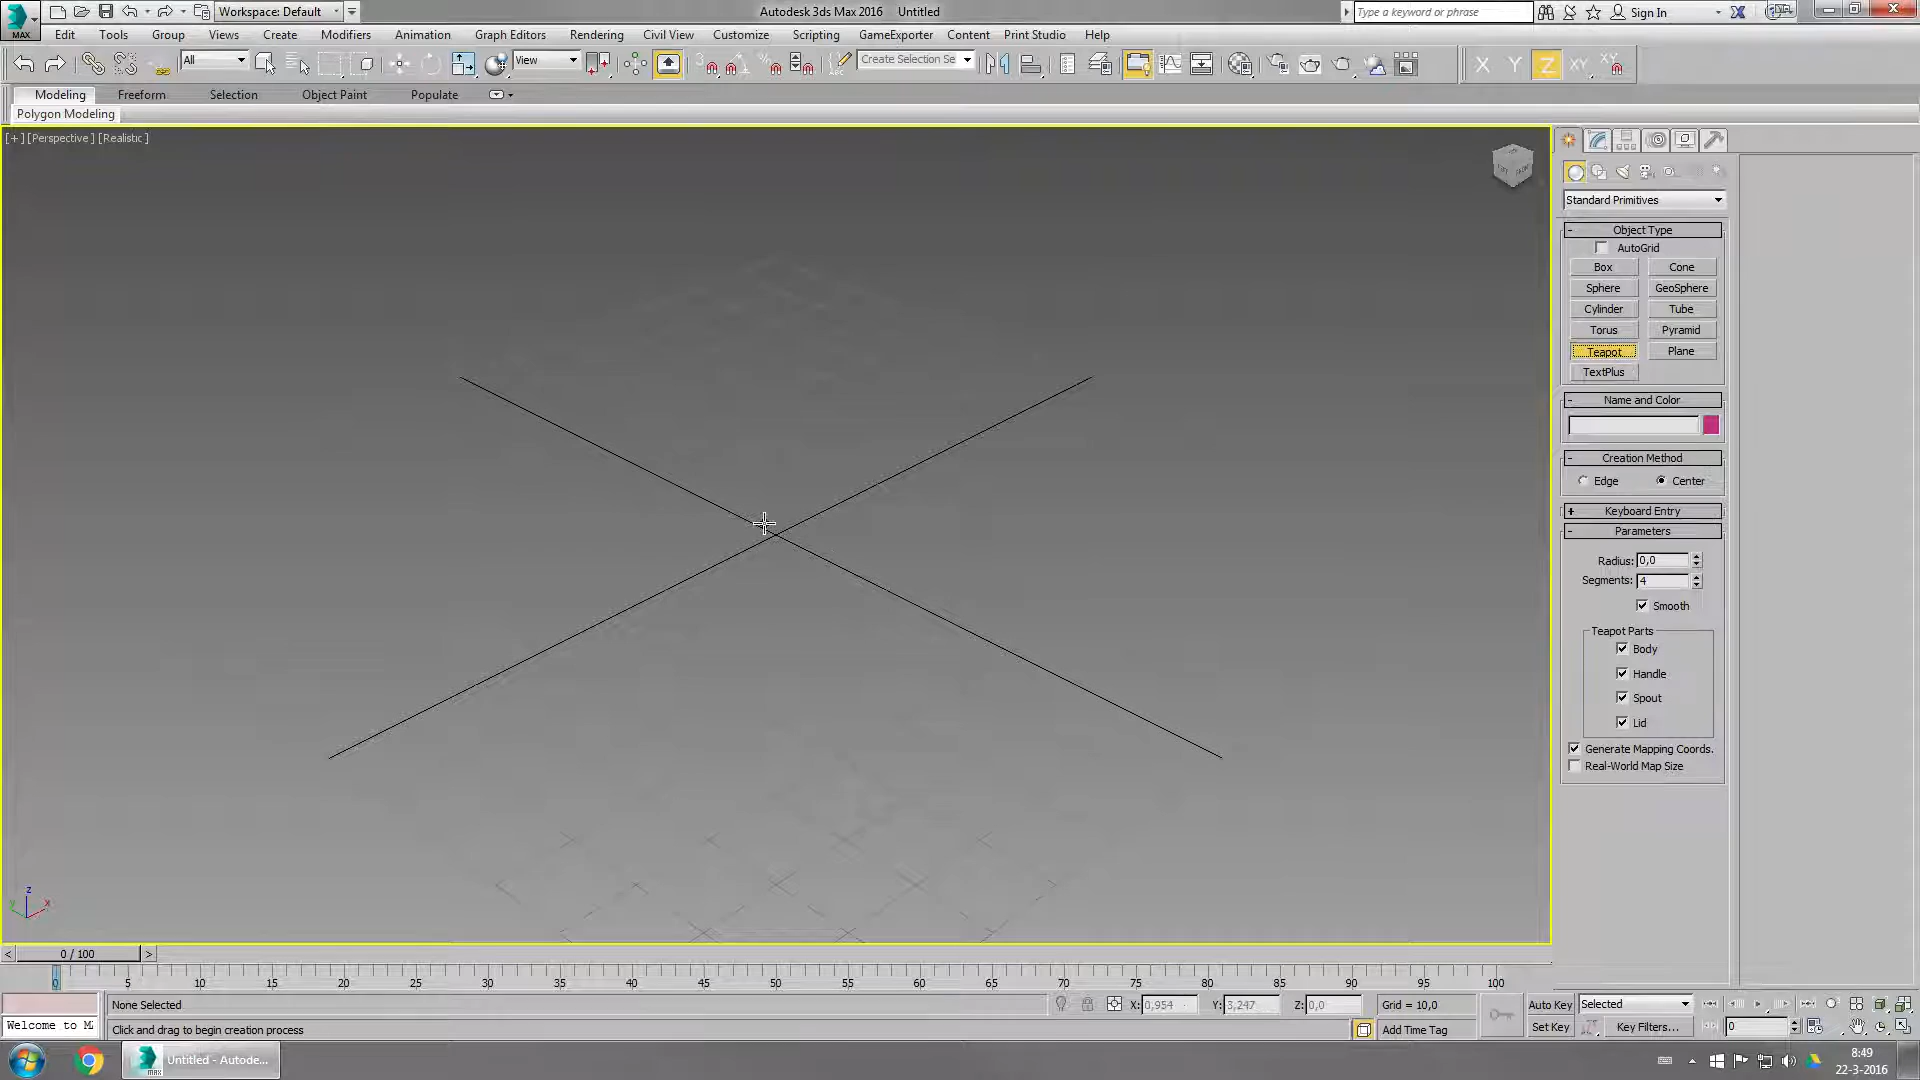 Workspace: Default
Autodesk 3ds Max 2016 Untitled
Type a keyword or phrase
Sign In
MAX
Edit Tools Group Views Create Modifiers Animation Graph Editors Rendering Civil View Customize Scripting GameExporter Content Print Studio Help
All
View
3
Create Selection Se
X Y Z XY XY
Modeling Freeform Selection Object Paint Populate
Polygon Modeling
[+] [Perspective ] [Realistic ]
Standard Primitives
- Object Type
AutoGrid
Box Cone
Sphere GeoSphere
Cylinder Tube
Torus Pyramid
Teapot Plane
TextPlus
- Name and Color
- Creation Method
Edge Center
+ Keyboard Entry
- Parameters
Radius: 0,0
Segments: 4
Smooth
Teapot Parts
Body
Handle
Spout
Lid
Generate Mapping Coords.
Real-World Map Size
z
y x
< 0 / 100 >
0 5 10 15 20 25 30 35 40 45 50 55 60 65 70 75 80 85 90 95 100
None Selected
X: 0,954 Y: 3,247 Z: 0,0 Grid = 10,0
Auto Key Selected
Welcome to M
Click and drag to begin creation process
Add Time Tag
Set Key Key Filters... 0
Untitled - Autode...
MAX
8:49
22-3-2016